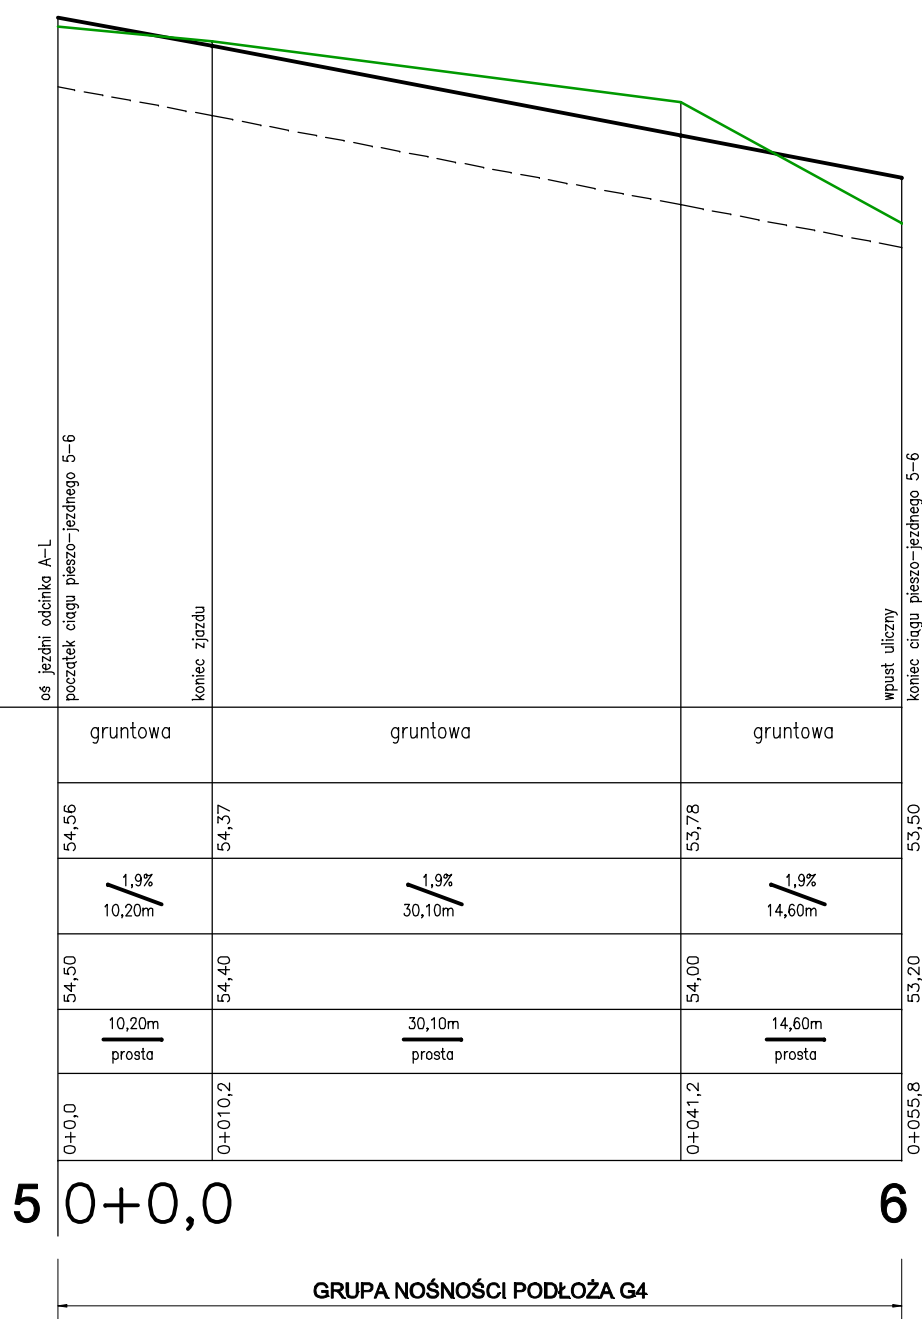 oś jezdni odcinka A-L
początek ciągu pieszo-jezdnego 5-6
koniec zjazdu
wpust uliczny
koniec ciągu pieszo-jezdnego 5-6
gruntowa gruntowa gruntowa
54,56 54,37 53,78 53,50
1,9% 1,9% 1,9%
10,20m 30,10m 14,60m
54,50 54,40 54,00 53,20
10,20m 30,10m 14,60m
prosta prosta prosta
0+0,0 0+010,2 0+041,2 0+055,8
5 0+0,0 6
GRUPA NOŚNOŚCI PODŁOŻA G4